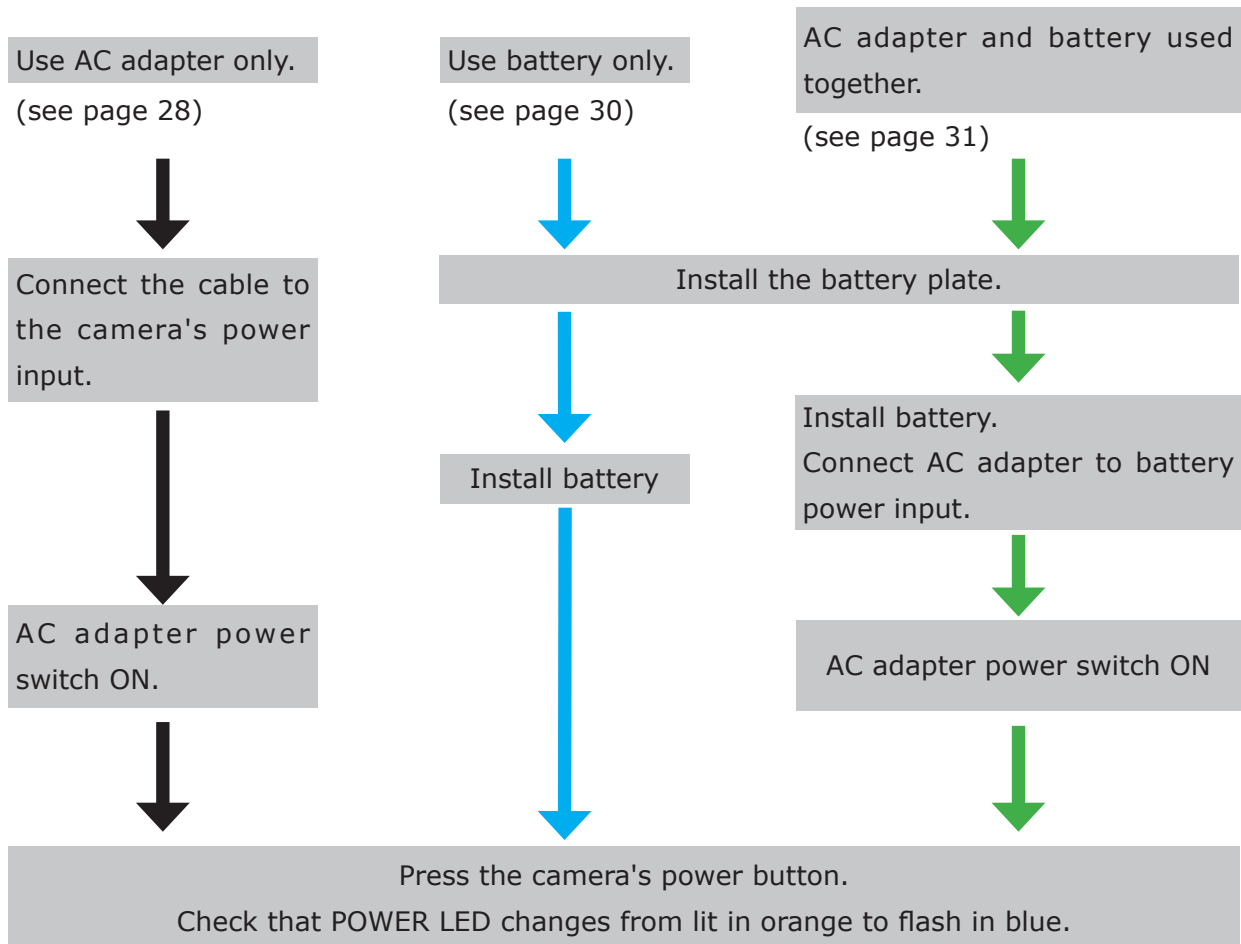 Use AC adapter only.
(see page 28)
Use battery only.
(see page 30)
AC adapter and battery used
together.
(see page 31)
Connect the cable to
the camera's power
input.
Install the battery plate.
Install battery
Install battery.
Connect AC adapter to battery
power input.
AC adapter power
switch ON.
AC adapter power switch ON
Press the camera's power button.
Check that POWER LED changes from lit in orange to flash in blue.